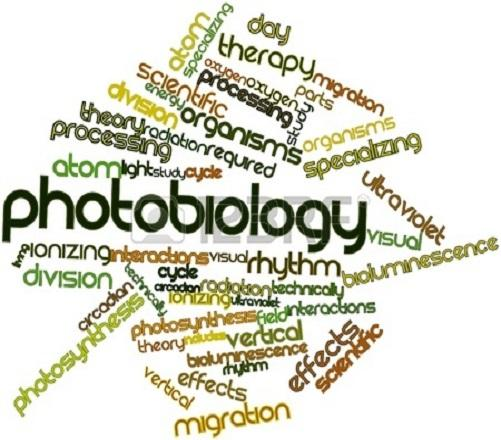 day
atom
specializing
therapy
migration
oxygen
oxygen
parts
scientific
processing
energy
study
division
organisms
organisms
theory
radiation
required
specializing
processing
atom
light
study
cycle
ultraviolet
photobiology
visual
living
ionizing
interactions
visual
rhythm
bioluminescence
division
technically
cycle
circadian
radiation
technically
circadian
ionizing
ultraviolet
photosynthesis
photosynthesis
field
interactions
theory
includes
vertical
effects
scientific
bioluminescence
rhythm
vertical
effects
migration